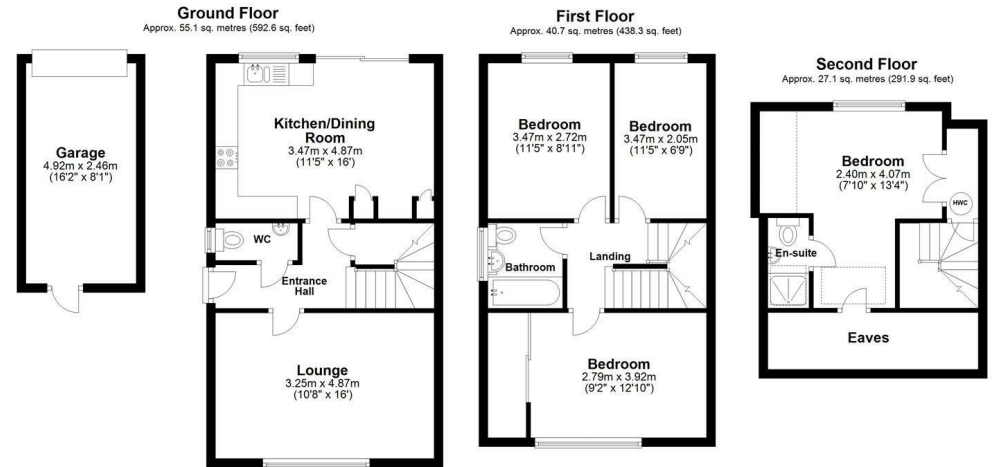 Ground Floor
Approx. 55.1 sq. metres (592.6 sq. feet)
Garage
4.92m x 2.46m
(16'2" x 8'1")
Kitchen/Dining
Room
3.47m x 4.87m
(11'5" x 16')
WC
Entrance
Hall
Lounge
3.25m x 4.87m
(10'8" x 16')
First Floor
Approx. 40.7 sq. metres (438.3 sq. feet)
Bedroom
3.47m x 2.72m
(11'5" x 8'11")
Bedroom
3.47m x 2.05m
(11'5" x 6'9")
Bathroom
Landing
Bedroom
2.79m x 3.92m
(9'2" x 12'10")
Second Floor
Approx. 27.1 sq. metres (291.9 sq. feet)
Bedroom
2.40m x 4.07m
(7'10" x 13'4")
HWC
En-suite
Eaves